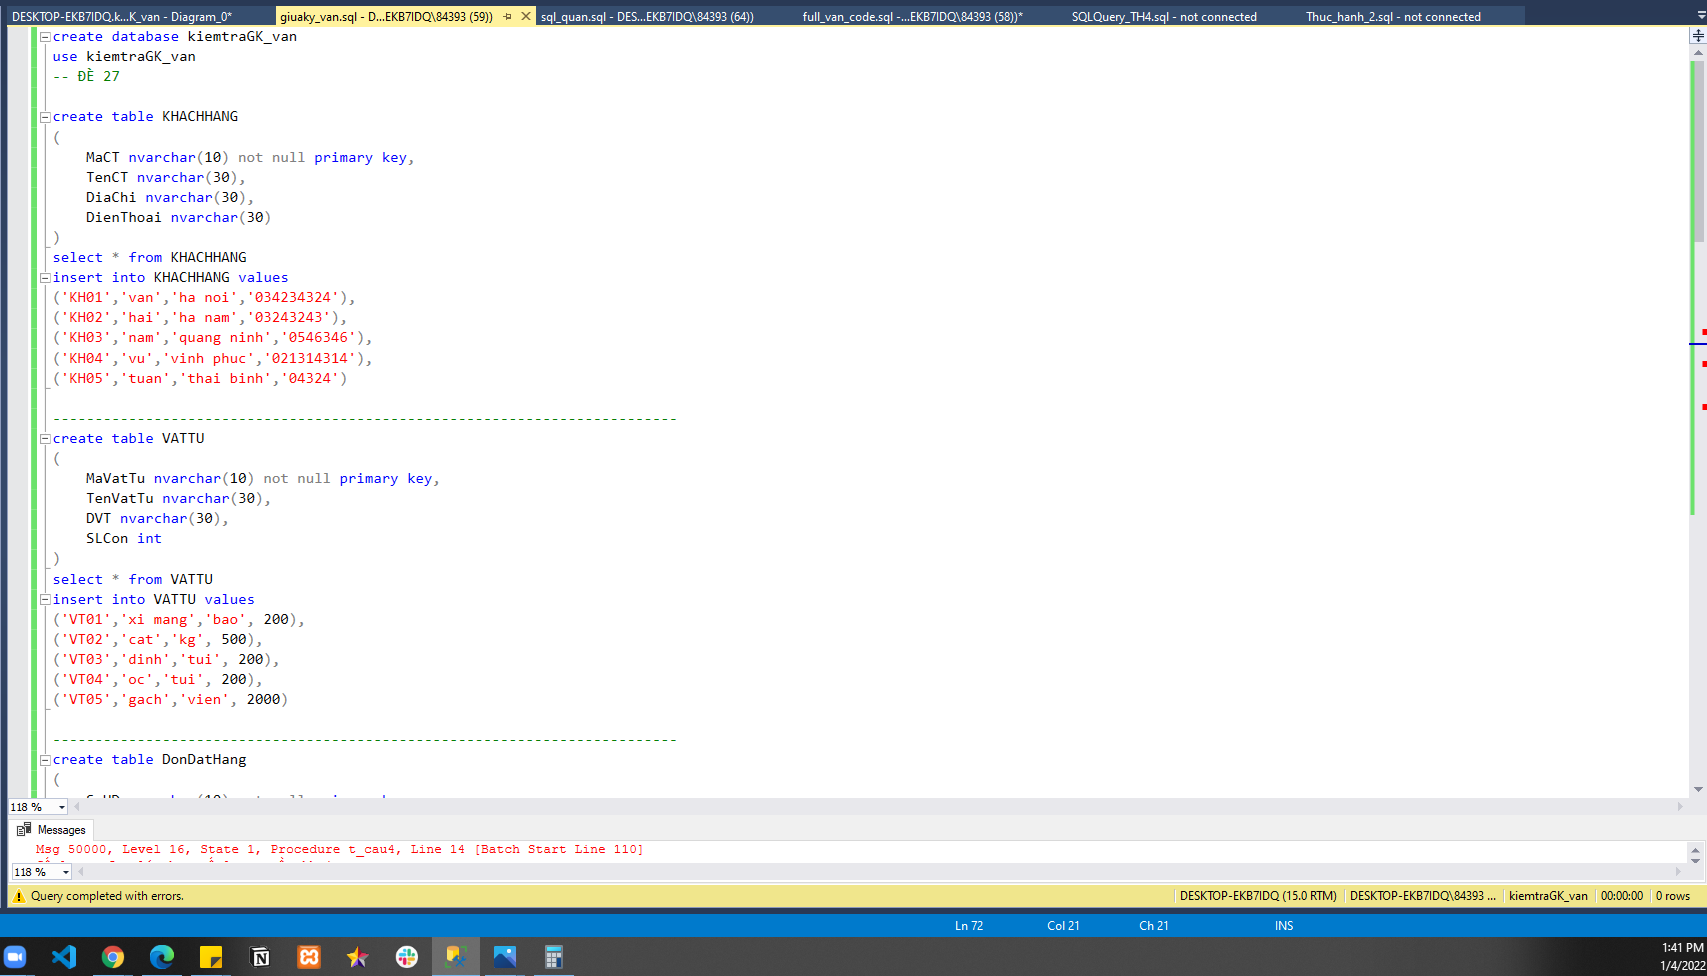 DESKTOP-EKB7IDQ.k...K_van - Diagram_0*
giuaky_van.sql - D...EKB7IDQ\84393 (59))
sql_quan.sql - DES...EKB7IDQ\84393 (64))
full_van_code.sql -...EKB7IDQ\84393 (58))*
SQLQuery_TH4.sql - not connected
Thuc_hanh_2.sql - not connected
create database kiemtraGK_van
use kiemtraGK_van
-- ĐỀ 27
create table KHACHHANG
(
MaCT nvarchar(10) not null primary key,
TenCT nvarchar(30),
DiaChi nvarchar(30),
DienThoai nvarchar(30)
)
select * from KHACHHANG
insert into KHACHHANG values
('KH01','van','ha noi','034234324'),
('KH02','hai','ha nam','03243243'),
('KH03','nam','quang ninh','0546346'),
('KH04','vu','vinh phuc','021314314'),
('KH05','tuan','thai binh','04324')
--------------------------------------------------------------------------
create table VATTU
(
MaVatTu nvarchar(10) not null primary key,
TenVatTu nvarchar(30),
DVT nvarchar(30),
SLCon int
)
select * from VATTU
insert into VATTU values
('VT01','xi mang','bao', 200),
('VT02','cat','kg', 500),
('VT03','dinh','tui', 200),
('VT04','oc','tui', 200),
('VT05','gach','vien', 2000)
--------------------------------------------------------------------------
create table DonDatHang
(
118 %
Messages
Msg 50000, Level 16, State 1, Procedure t_cau4, Line 14 [Batch Start Line 110]
118 %
Query completed with errors.
DESKTOP-EKB7IDQ (15.0 RTM)
DESKTOP-EKB7IDQ\84393 ...
kiemtraGK_van
00:00:00
0 rows
Ln 72
Col 21
Ch 21
INS
1:41 PM
1/4/2022